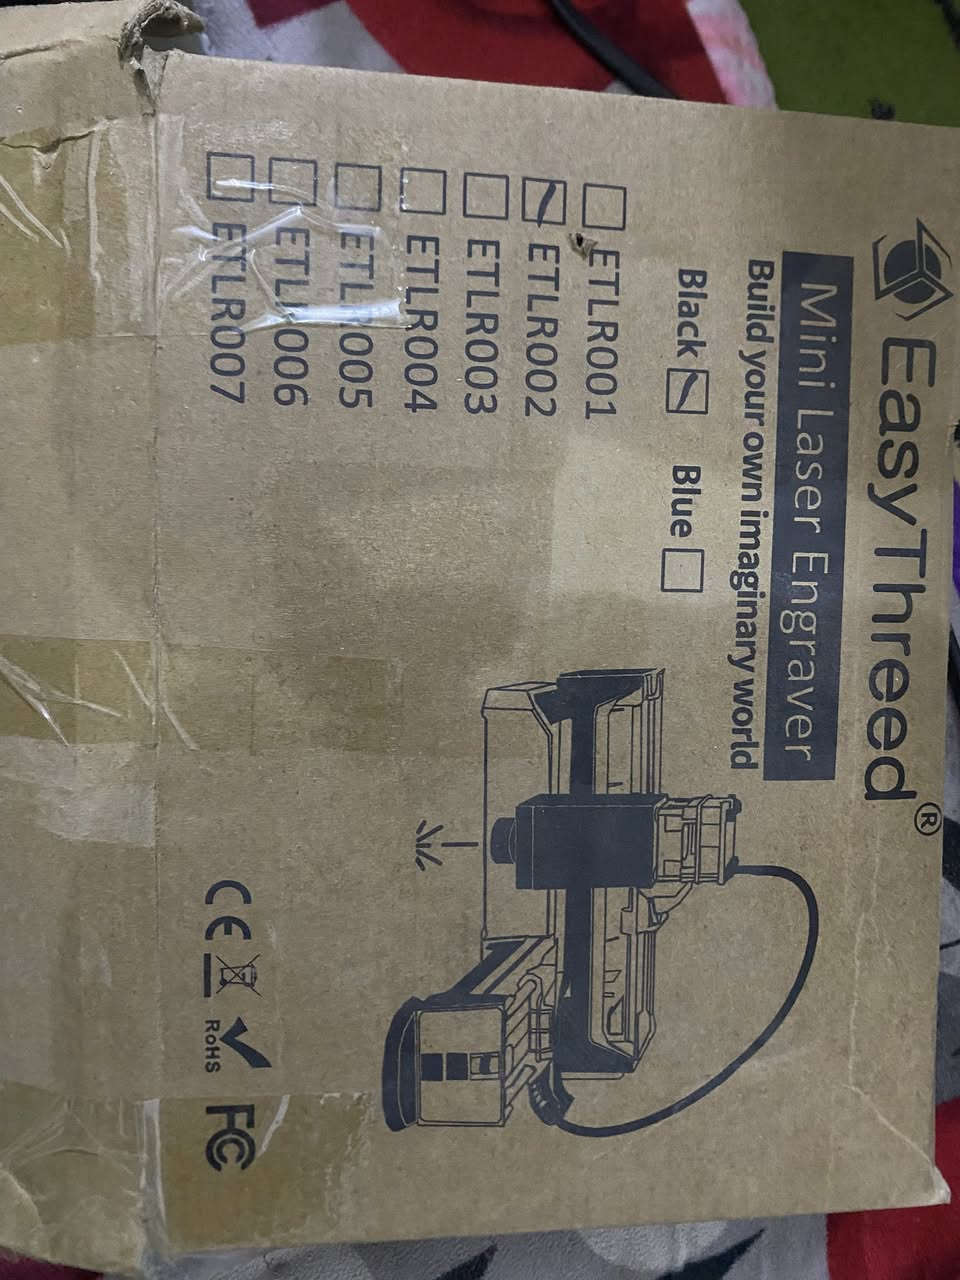 EasyThreed®
Mini Laser Engraver
Build your own imaginary world
Black Blue
ETLR001
ETLR002
ETLR003
ETLR004
ETLR005
ETLR006
ETLR007
CE RoHS FC